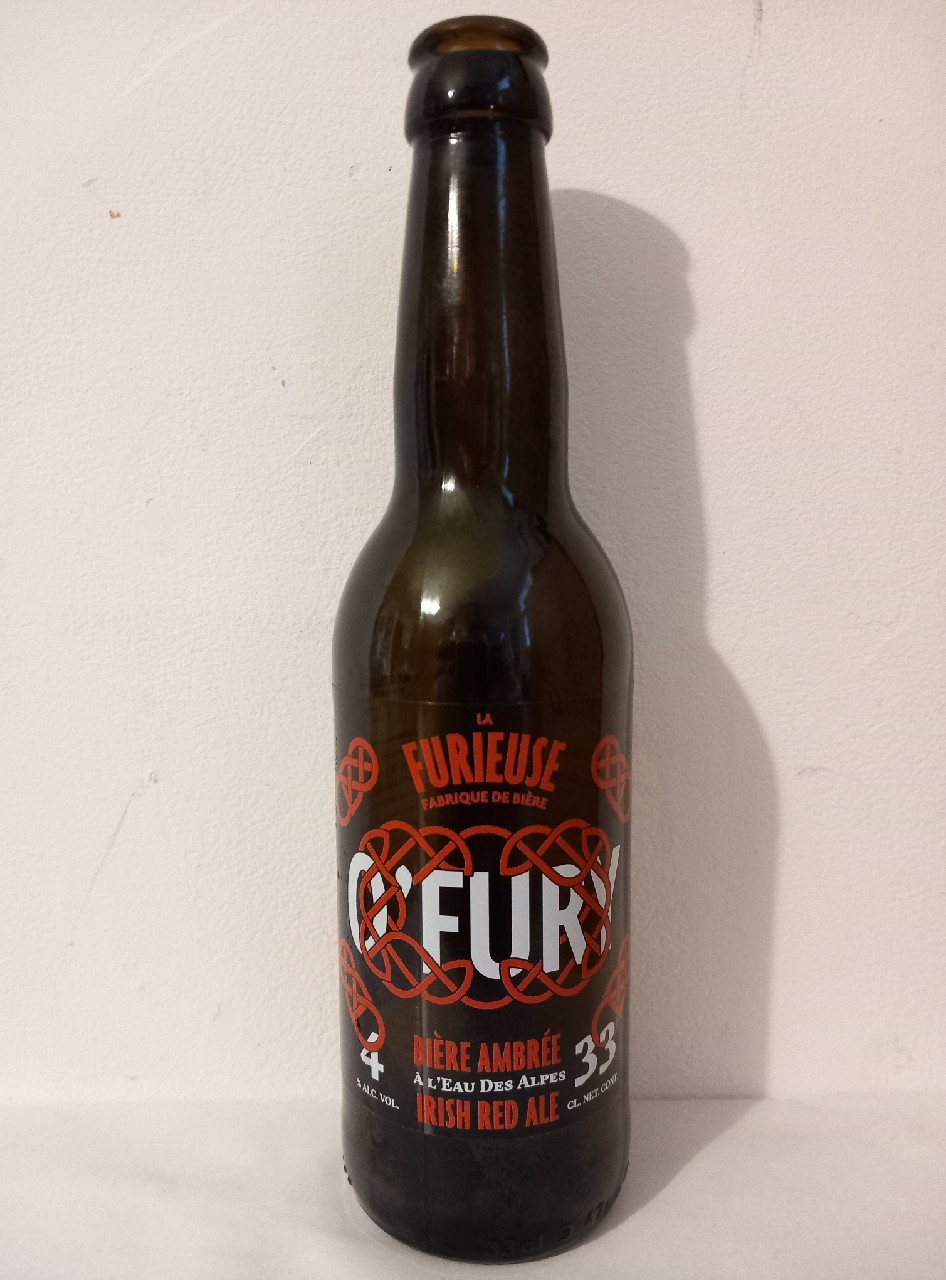 LA
FURIEUSE
FABRIQUE DE BIÈRE
O'FURY
4
% ALC. VOL.
BIÈRE AMBRÉE
À L'EAU DES ALPES
IRISH RED ALE
33
CL. NET. CONT.